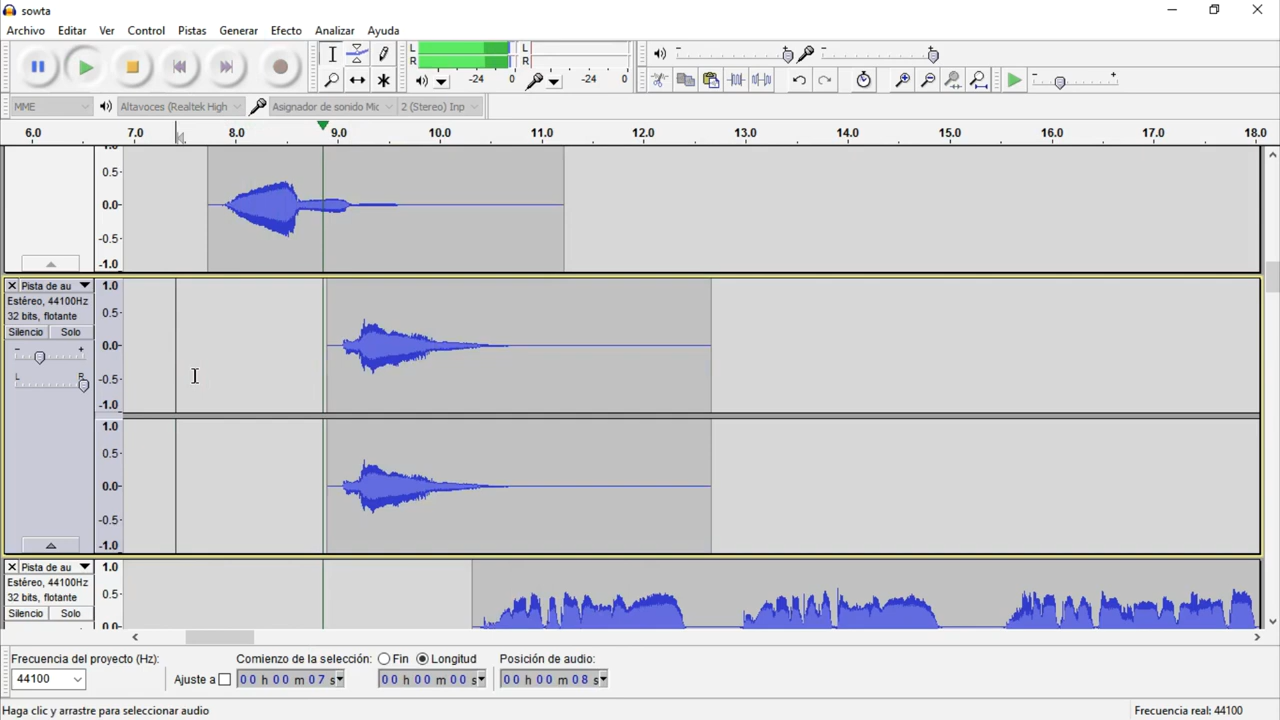 sowta
Archivo Editar Ver Control Pistas Generar Efecto Analizar Ayuda
L -24 0 L -24 0
R R
MME Altavoces (Realtek High Asignador de sonido Mic 2 (Stereo) Inp
6.0 7.0 8.0 9.0 10.0 11.0 12.0 13.0 14.0 15.0 16.0 17.0 18.0
0.5
0.0
-0.5
-1.0
Pista de au 1.0
Estéreo, 44100Hz 0.5
32 bits, flotante
Silencio Solo
- + 0.0
L R -0.5
-1.0
1.0
0.5
0.0
-0.5
-1.0
Pista de au 1.0
Estéreo, 44100Hz
32 bits, flotante 0.5
Silencio Solo
0.0
Frecuencia del proyecto (Hz): Comienzo de la selección: Fin Longitud Posición de audio:
44100 Ajuste a 00 h 00 m 07 s 00 h 00 m 00 s 00 h 00 m 08 s
Haga clic y arrastre para seleccionar audio Frecuencia real: 44100